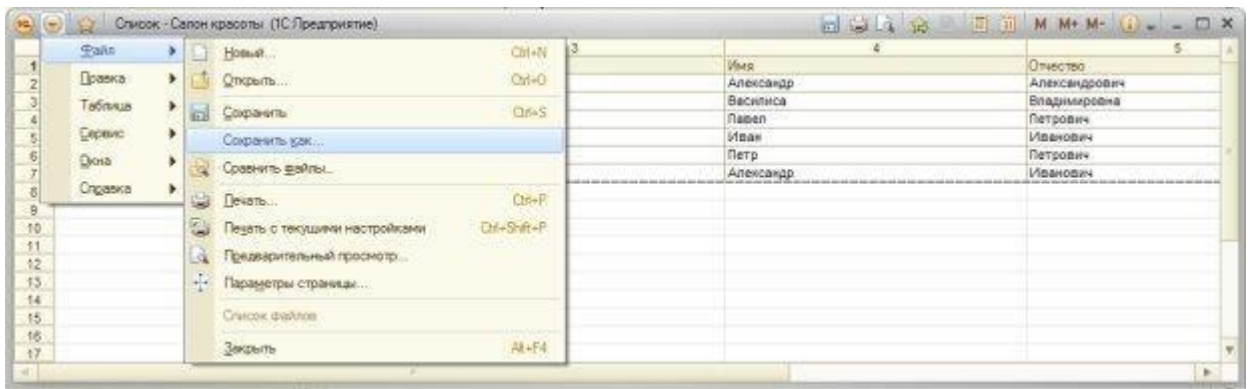 Список - Салон красоты (1С:Предприятие)
M M+ M-
Файл
Правка
Таблица
Сервис
Окна
Справка
Новый... Ctrl+N
Открыть... Ctrl+O
Сохранить Ctrl+S
Сохранить как...
Сравнить файлы...
Печать... Ctrl+P
Печать с текущими настройками Ctrl+Shift+P
Предварительный просмотр...
Параметры страницы...
Список файлов
Закрыть Alt+F4
3 4 5
1 Имя Отчество
2 Александр Александрович
3 Василиса Владимировна
4 Павел Петрович
5 Иван Иванович
6 Петр Петрович
7 Александр Иванович
8
9
10
11
12
13
14
15
16
17